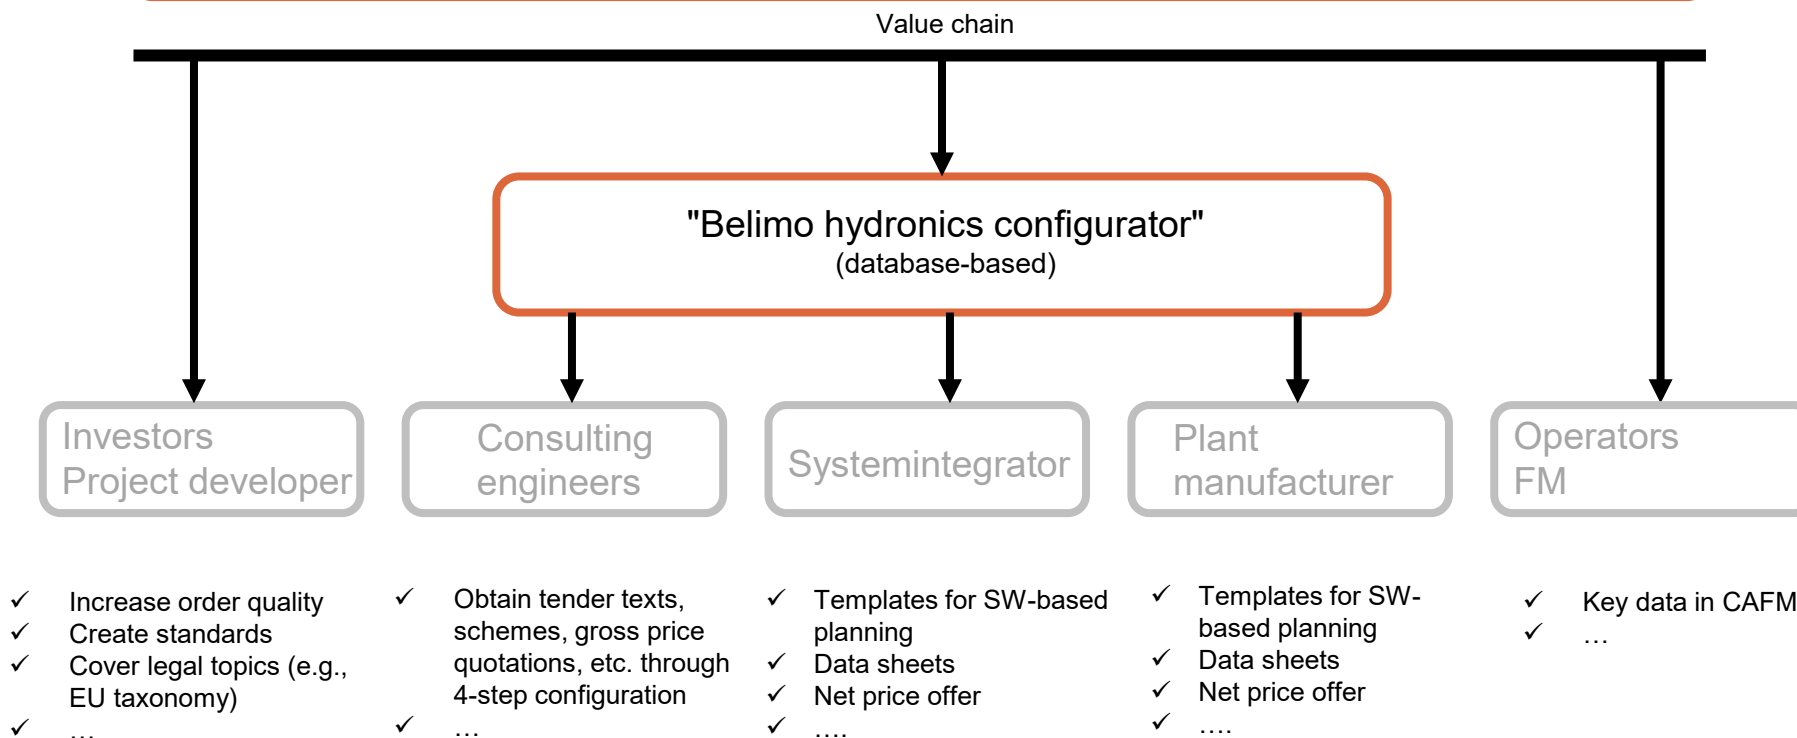 Value chain
"Belimo hydronics configurator"
(database-based)
Investors
Project developer
Consulting
engineers
Systemintegrator
Plant
manufacturer
Operators
FM
✓ Increase order quality
✓ Create standards
✓ Cover legal topics (e.g.,
EU taxonomy)
✓ …
✓ Obtain tender texts,
schemes, gross price
quotations, etc. through
4-step configuration
✓ …
✓ Templates for SW-based
planning
✓ Data sheets
✓ Net price offer
✓ ….
✓ Templates for SW-
based planning
✓ Data sheets
✓ Net price offer
✓ ….
✓ Key data in CAFM
✓ …